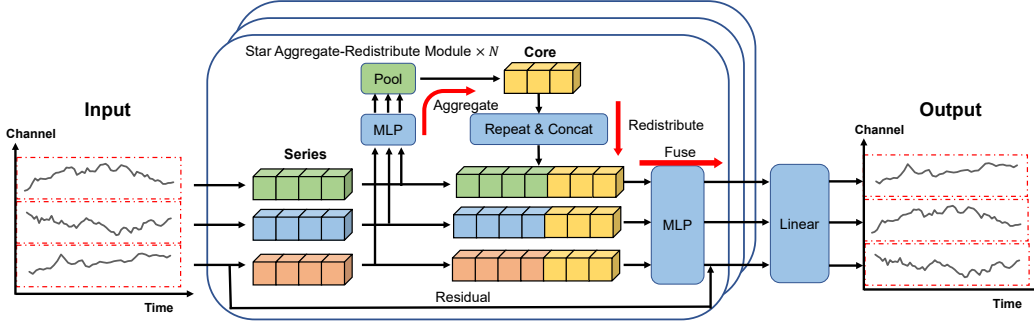 Star Aggregate-Redistribute Module × N
Core
Pool
Aggregate
Input
Output
Channel
MLP
Repeat & Concat
Redistribute
Channel
Series
Fuse
MLP
Linear
Residual
Time
Time